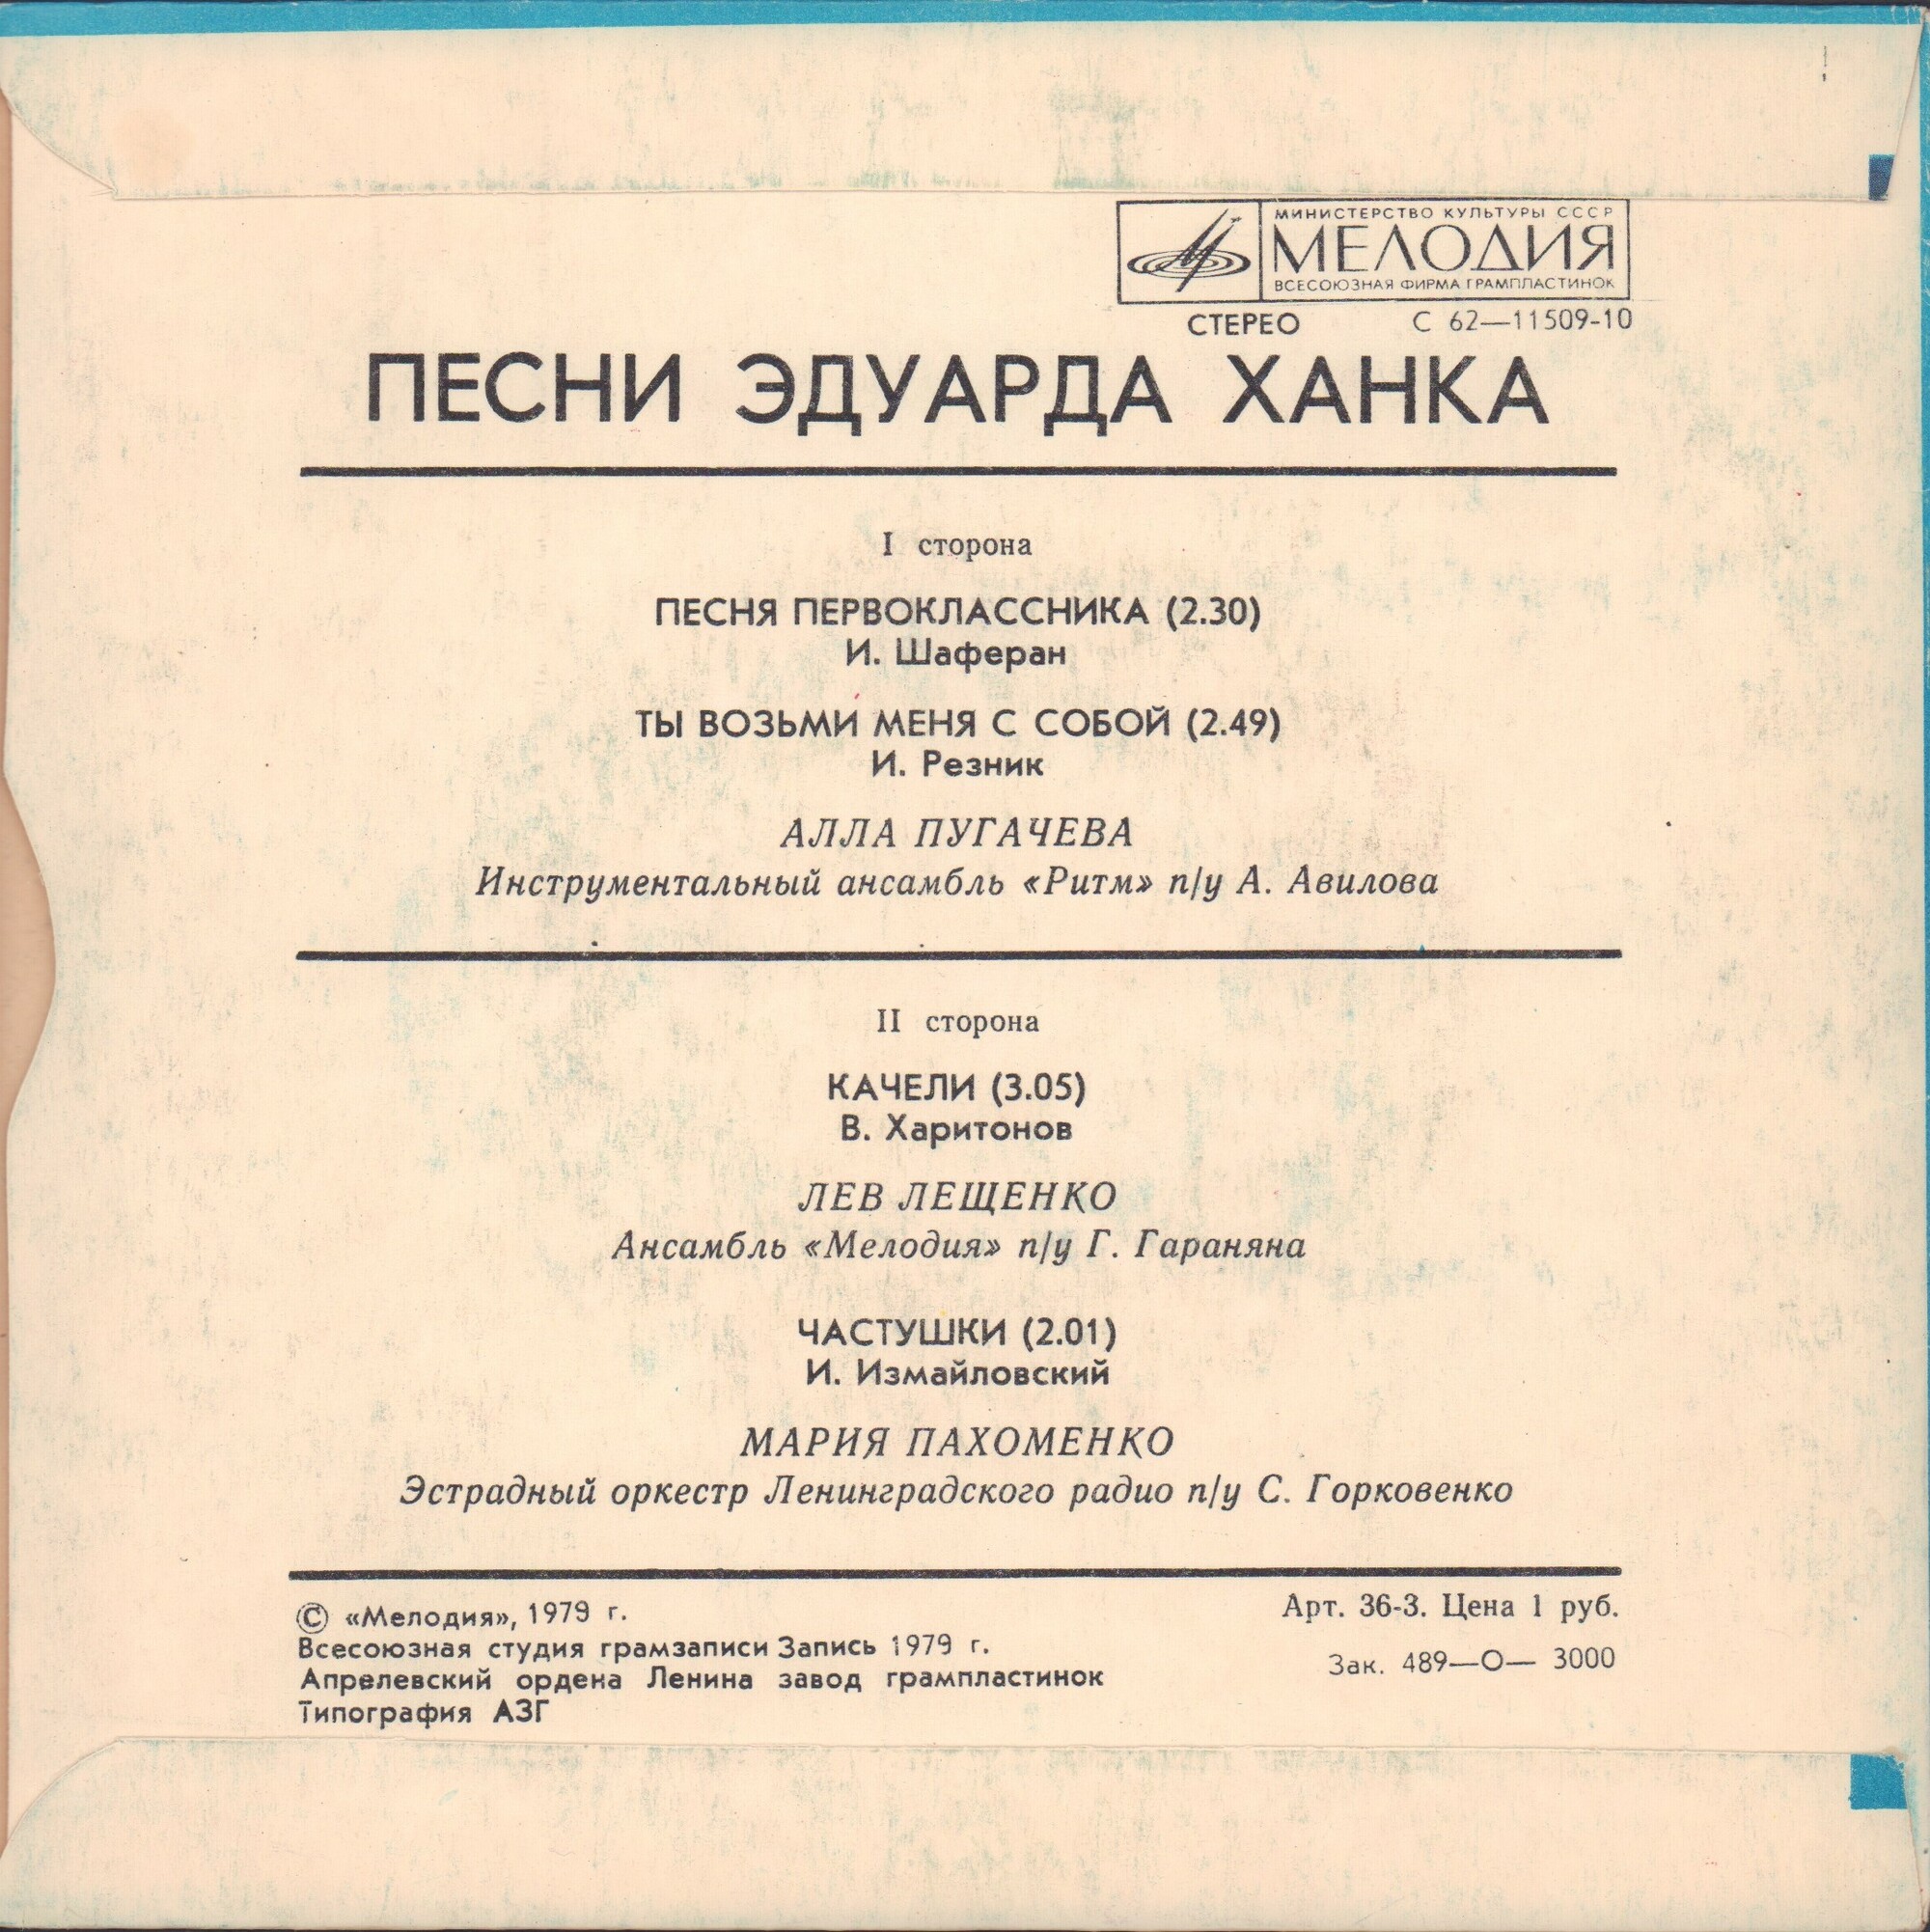 МИНИСТЕРСТВО КУЛЬТУРЫ СССР
МЕЛОДИЯ
ВСЕСОЮЗНАЯ ФИРМА ГРАМПЛАСТИНОК
СТЕРЕО С 62—11509-10
ПЕСНИ ЭДУАРДА ХАНКА
I сторона
ПЕСНЯ ПЕРВОКЛАССНИКА (2.30)
И. Шаферан
ТЫ ВОЗЬМИ МЕНЯ С СОБОЙ (2.49)
И. Резник
АЛЛА ПУГАЧЕВА
Инструментальный ансамбль «Ритм» п/у А. Авилова
II сторона
КАЧЕЛИ (3.05)
В. Харитонов
ЛЕВ ЛЕЩЕНКО
Ансамбль «Мелодия» п/у Г. Гараняна
ЧАСТУШКИ (2.01)
И. Измайловский
МАРИЯ ПАХОМЕНКО
Эстрадный оркестр Ленинградского радио п/у С. Горковенко
© «Мелодия», 1979 г.
Всесоюзная студия грамзаписи Запись 1979 г.
Апрелевский ордена Ленина завод грампластинок
Типография АЗГ
Арт. 36-3. Цена 1 руб.
Зак. 489—О— 3000